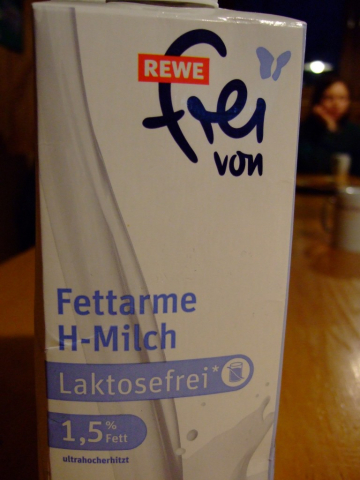 REWE
frei
von
Fettarme
H-Milch
Laktosefrei*
1,5% Fett
ultrahocherhitzt